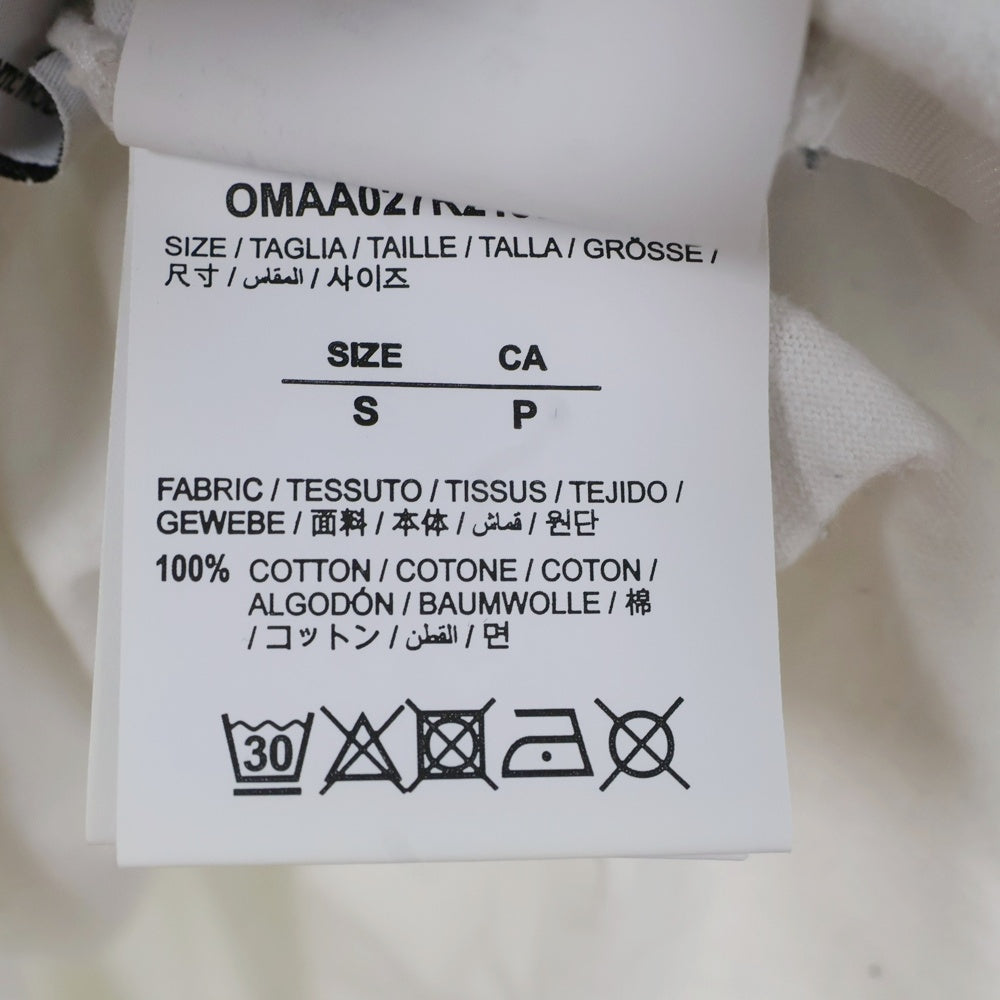 SIZE / TAGLIA / TAILLE / TALLA / GRÖSSE /
尺寸 / المقاس / 사이즈
SIZE CA
S P
FABRIC / TESSUTO / TISSUS / TEJIDO /
GEWEBE / 面料 / 本体 / قماش / 원단
100% COTTON / COTONE / COTON /
ALGODÓN / BAUMWOLLE / 棉
/ コットン / القطن / 면
30